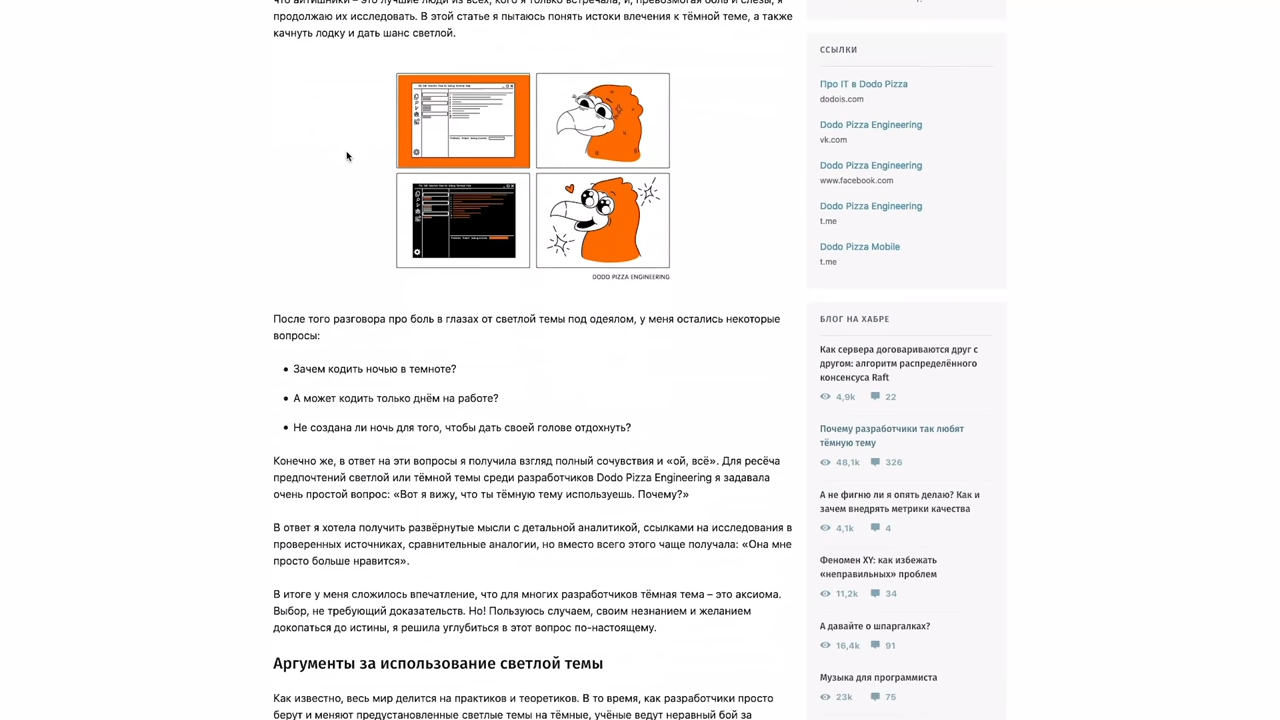 что айтишники – это лучшие люди из всех, кого я только встречала, и, превозмогая боль и слёзы, я
продолжаю их исследовать. В этой статье я пытаюсь понять истоки влечения к тёмной теме, а также
качнуть лодку и дать шанс светлой.
DODO PIZZA ENGINEERING
После того разговора про боль в глазах от светлой темы под одеялом, у меня остались некоторые
вопросы:
• Зачем кодить ночью в темноте?
• А может кодить только днём на работе?
• Не создана ли ночь для того, чтобы дать своей голове отдохнуть?
Конечно же, в ответ на эти вопросы я получила взгляд полный сочувствия и «ой, всё». Для ресёча
предпочтений светлой или тёмной темы среди разработчиков Dodo Pizza Engineering я задавала
очень простой вопрос: «Вот я вижу, что ты тёмную тему используешь. Почему?»
В ответ я хотела получить развёрнутые мысли с детальной аналитикой, ссылками на исследования в
проверенных источниках, сравнительные аналогии, но вместо всего этого чаще получала: «Она мне
просто больше нравится».
В итоге у меня сложилось впечатление, что для многих разработчиков тёмная тема – это аксиома.
Выбор, не требующий доказательств. Но! Пользуюсь случаем, своим незнанием и желанием
докопаться до истины, я решила углубиться в этот вопрос по-настоящему.
Аргументы за использование светлой темы
Как известно, весь мир делится на практиков и теоретиков. В то время, как разработчики просто
берут и меняют предустановленные светлые темы на тёмные, учёные ведут неравный бой за
ССЫЛКИ
Про IT в Dodo Pizza
dodois.com
Dodo Pizza Engineering
vk.com
Dodo Pizza Engineering
www.facebook.com
Dodo Pizza Engineering
t.me
Dodo Pizza Mobile
t.me
БЛОГ НА ХАБРЕ
Как сервера договариваются друг с
другом: алгоритм распределённого
консенсуса Raft
4,9k 22
Почему разработчики так любят
тёмную тему
48,1k 326
А не фигню ли я опять делаю? Как и
зачем внедрять метрики качества
4,1k 4
Феномен XY: как избежать
«неправильных» проблем
11,2k 34
А давайте о шпаргалках?
16,4k 91
Музыка для программиста
23k 75